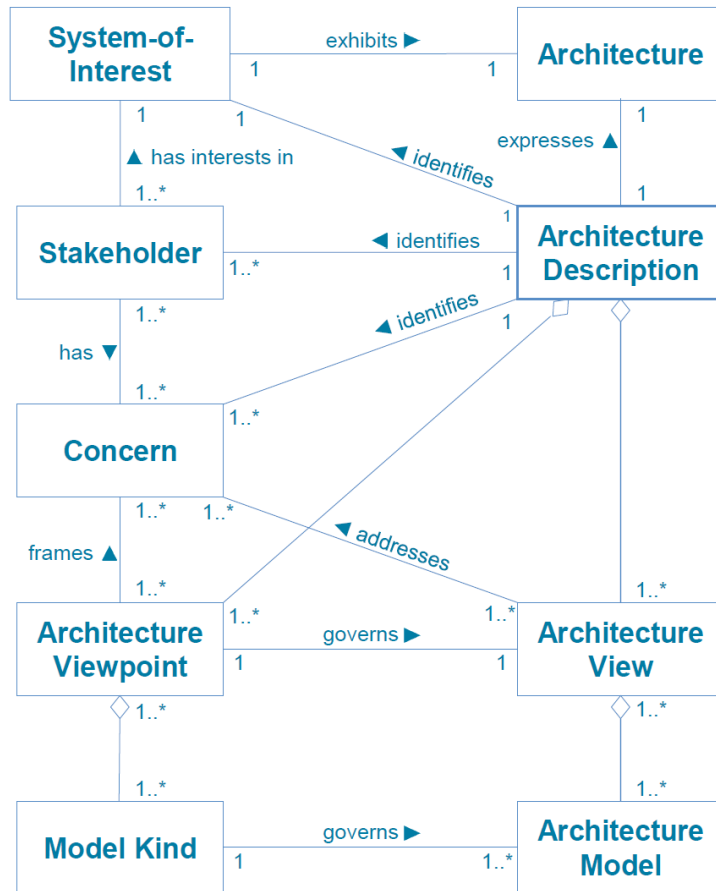 System-of-
Interest
exhibits ►
1
1
Architecture
1
1
1
▲ has interests in
◄ identifies
expresses ▲
1..*
1
1
Stakeholder
◄ identifies
1..*
1
Architecture
Description
1..*
◄ identifies
1
has ▼
1..*
1..*
Concern
1..*
1..*
◄ addresses
frames ▲
1..*
1..*
1..*
1..*
Architecture
Viewpoint
governs ►
1
1
Architecture
View
1..*
1..*
1..*
1..*
Model Kind
governs ►
1
1..*
Architecture
Model